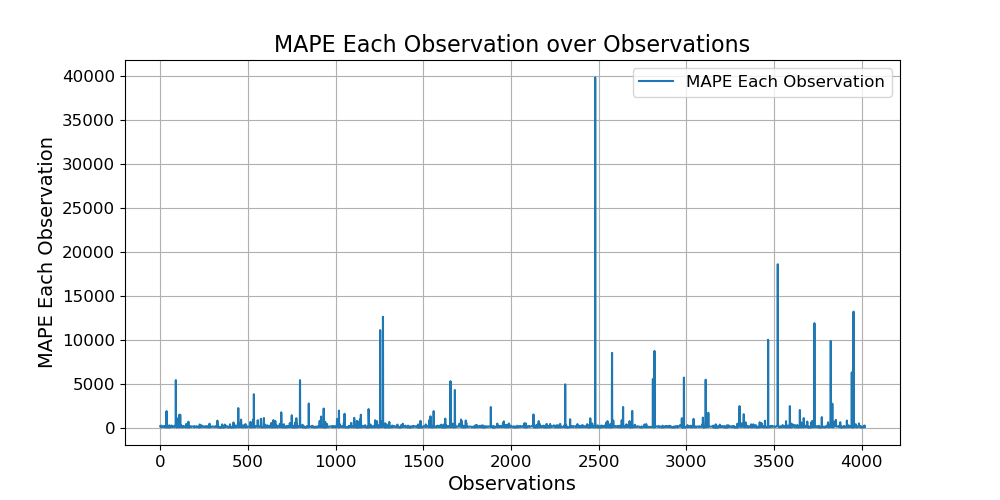 MAPE Each Observation over Observations
MAPE Each Observation
40000
35000
30000
25000
20000
15000
10000
5000
0
MAPE Each Observation
0 500 1000 1500 2000 2500 3000 3500 4000
Observations